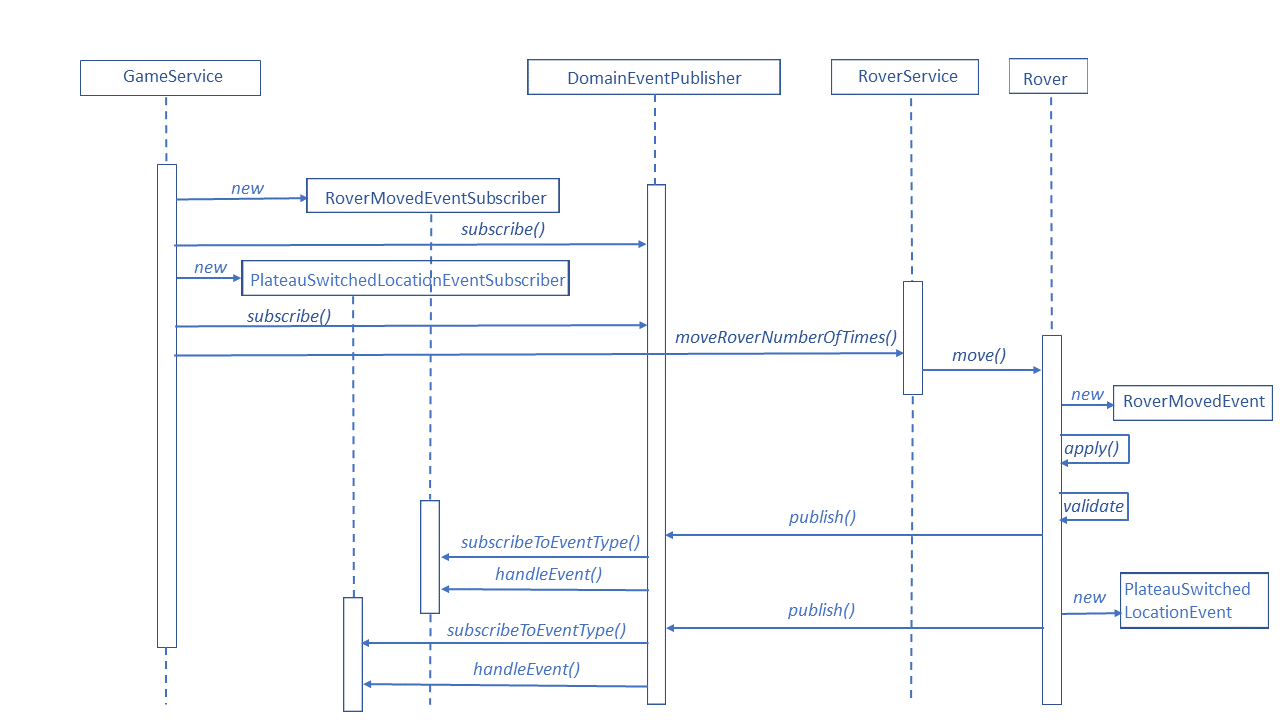 GameService
DomainEventPublisher
RoverService
Rover
new
RoverMovedEventSubscriber
subscribe()
new
PlateauSwitchedLocationEventSubscriber
subscribe()
moveRoverNumberOfTimes()
move()
new
RoverMovedEvent
apply()
validate
publish()
subscribeToEventType()
handleEvent()
new
PlateauSwitched
LocationEvent
publish()
subscribeToEventType()
handleEvent()